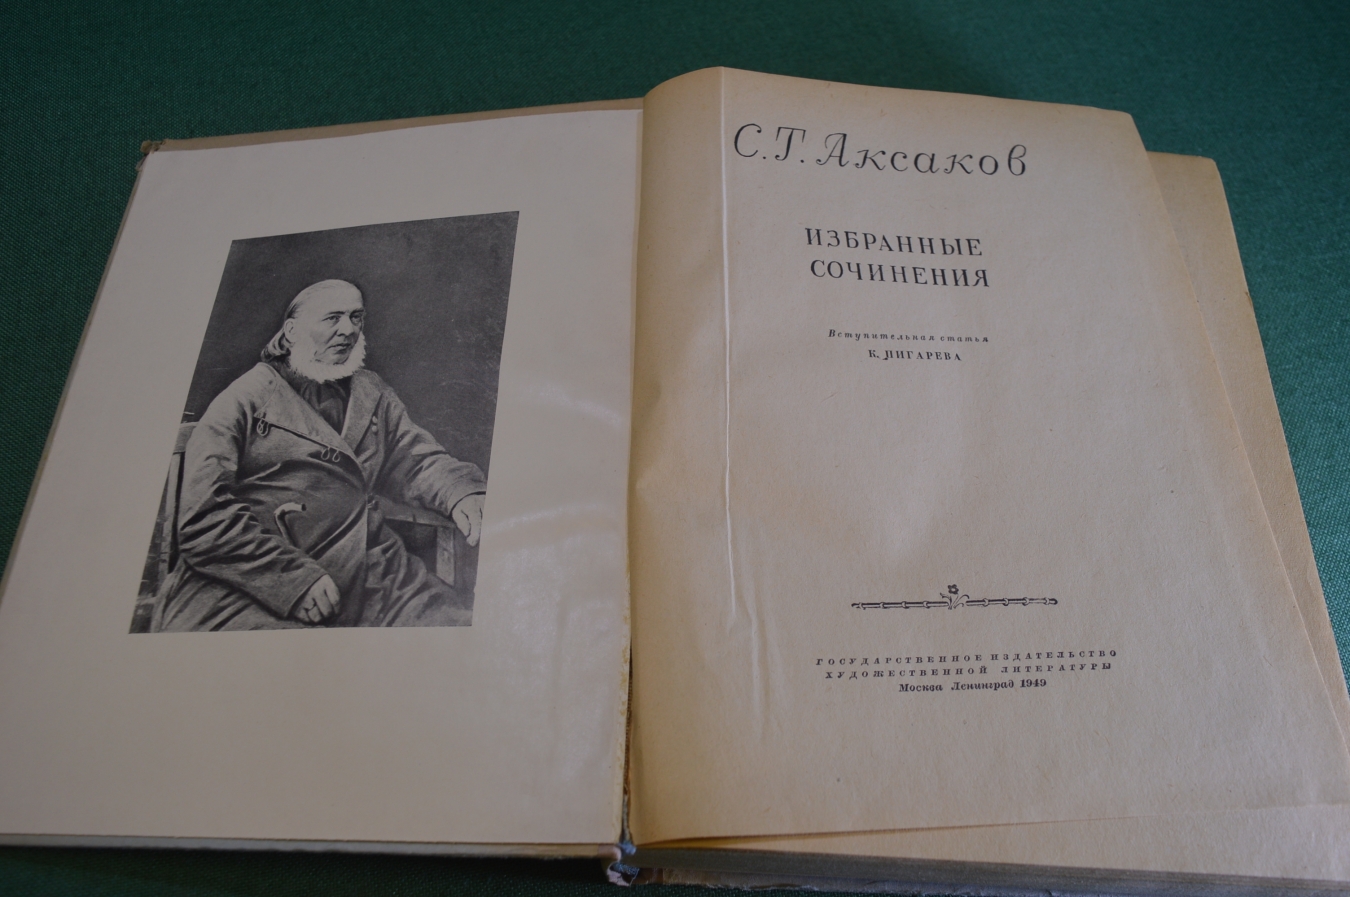 С. Т. Аксаков
ИЗБРАННЫЕ
СОЧИНЕНИЯ
Вступительная статья
К. ПИГАРЕВА
ГОСУДАРСТВЕННОЕ ИЗДАТЕЛЬСТВО
ХУДОЖЕСТВЕННОЙ ЛИТЕРАТУРЫ
Москва Ленинград 1949